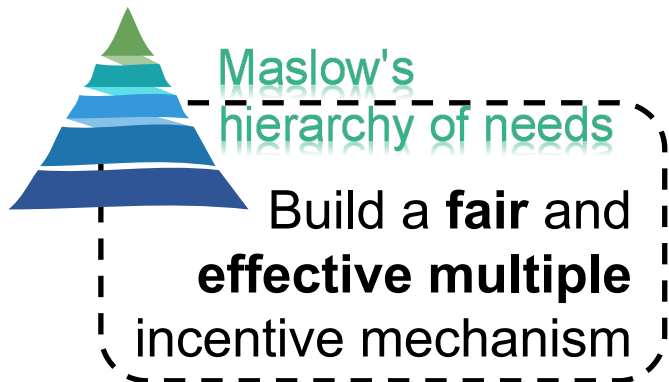 Maslow's
hierarchy of needs
Build a fair and
effective multiple
incentive mechanism